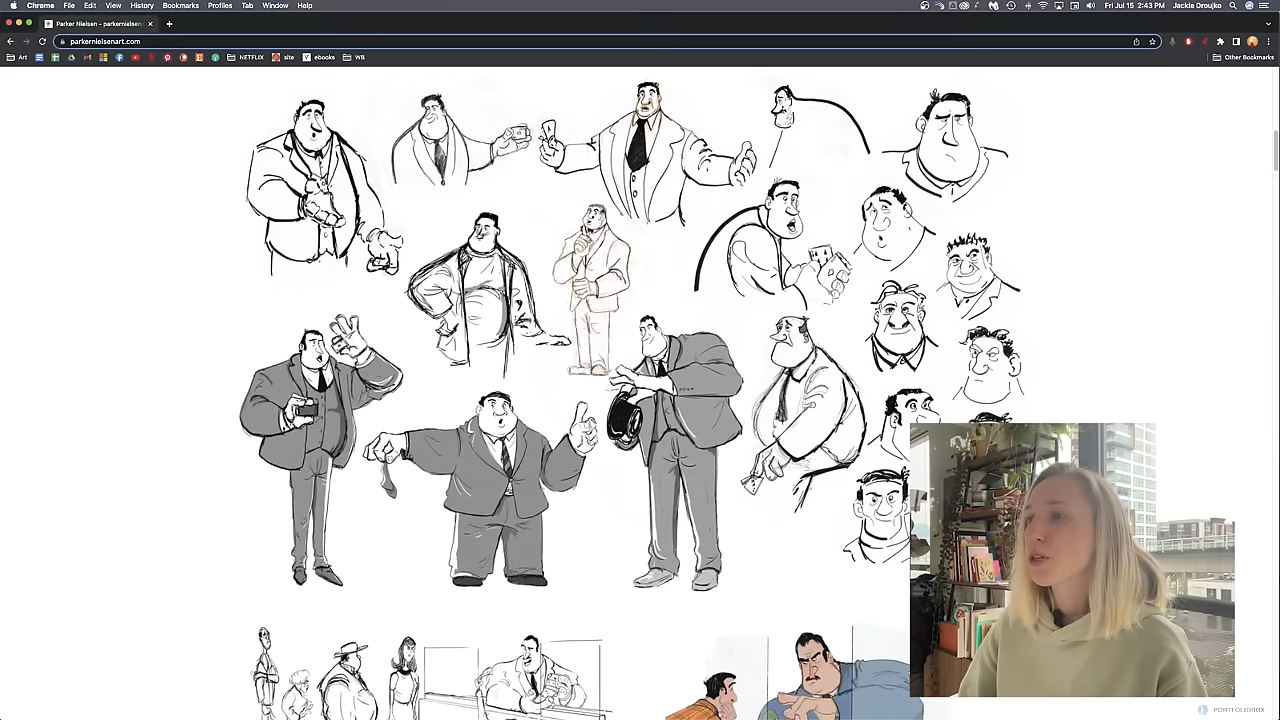 Chrome File Edit View History Bookmarks Profiles Tab Window Help
Fri Jul 15 2:43 PM Jackie Droujko
Parker Nielsen - parkernielsen
parkernielsenart.com
Art
NETFLIX
site
ebooks
WB
Other Bookmarks
PORTFOLIOBOX